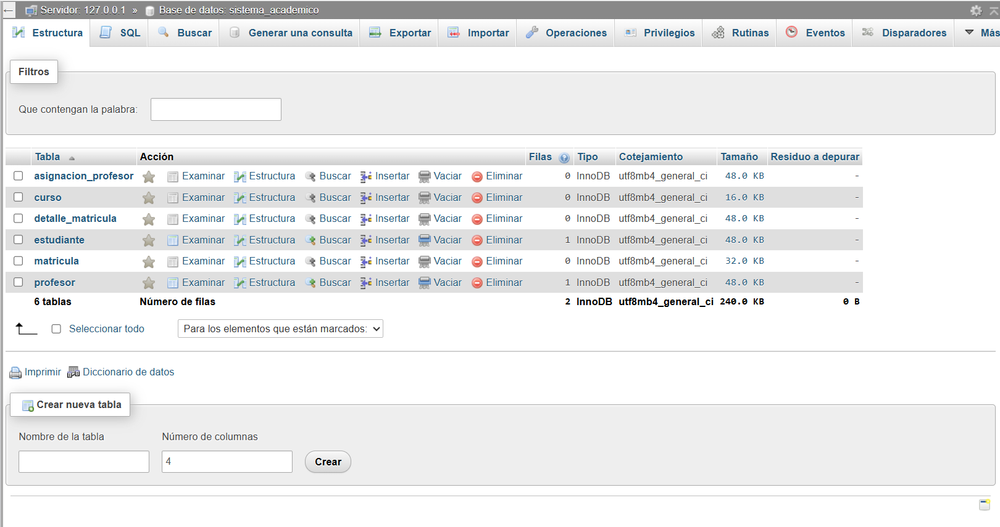 Servidor: 127.0.0.1 » Base de datos: sistema_academico
Estructura SQL Buscar Generar una consulta Exportar Importar Operaciones Privilegios Rutinas Eventos Disparadores Más
Filtros
Que contengan la palabra:
Tabla Acción Filas Tipo Cotejamiento Tamaño Residuo a depurar
asignacion_profesor Examinar Estructura Buscar Insertar Vaciar Eliminar 0 InnoDB utf8mb4_general_ci 48.0 KB -
curso Examinar Estructura Buscar Insertar Vaciar Eliminar 0 InnoDB utf8mb4_general_ci 16.0 KB -
detalle_matricula Examinar Estructura Buscar Insertar Vaciar Eliminar 0 InnoDB utf8mb4_general_ci 48.0 KB -
estudiante Examinar Estructura Buscar Insertar Vaciar Eliminar 1 InnoDB utf8mb4_general_ci 48.0 KB -
matricula Examinar Estructura Buscar Insertar Vaciar Eliminar 0 InnoDB utf8mb4_general_ci 32.0 KB -
profesor Examinar Estructura Buscar Insertar Vaciar Eliminar 1 InnoDB utf8mb4_general_ci 48.0 KB -
6 tablas Número de filas 2 InnoDB utf8mb4_general_ci 240.0 KB 0 B
Seleccionar todo Para los elementos que están marcados:
Imprimir Diccionario de datos
Crear nueva tabla
Nombre de la tabla Número de columnas
4 Crear